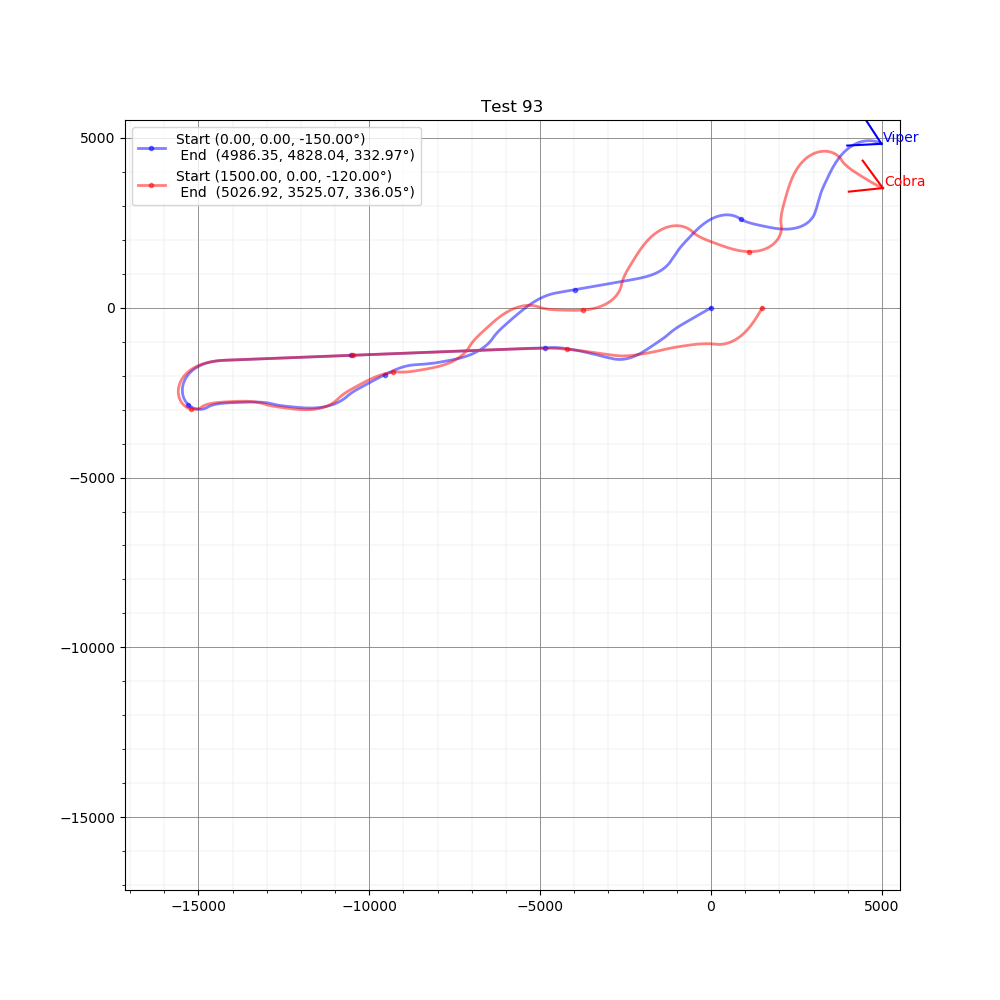 Test 93
Start (0.00, 0.00, -150.00°)
End (4986.35, 4828.04, 332.97°)
Start (1500.00, 0.00, -120.00°)
End (5026.92, 3525.07, 336.05°)
Viper
Cobra
5000
0
−5000
−10000
−15000
−15000
−10000
−5000
0
5000